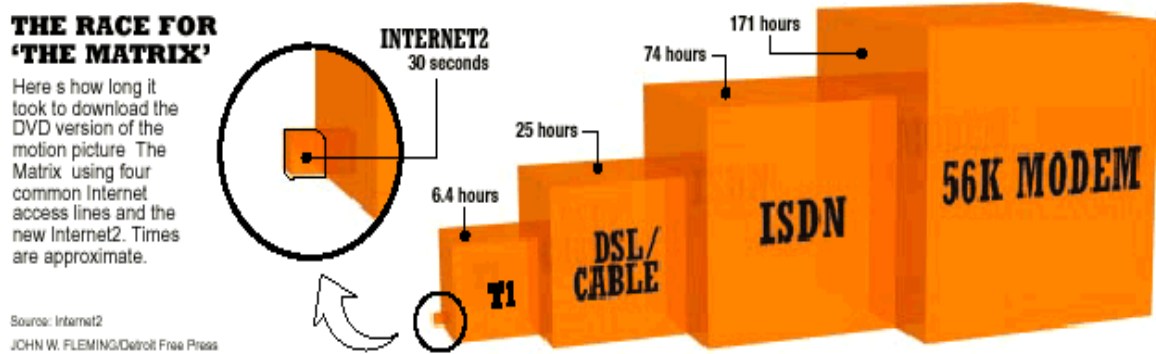 THE RACE FOR
‘THE MATRIX’
Here s how long it
took to download the
DVD version of the
motion picture The
Matrix using four
common Internet
access lines and the
new Internet2. Times
are approximate.
Source: Internet2
JOHN W. FLEMING/Detroit Free Press
INTERNET2
30 seconds
6.4 hours
T1
25 hours
DSL/
CABLE
74 hours
ISDN
171 hours
56K MODEM